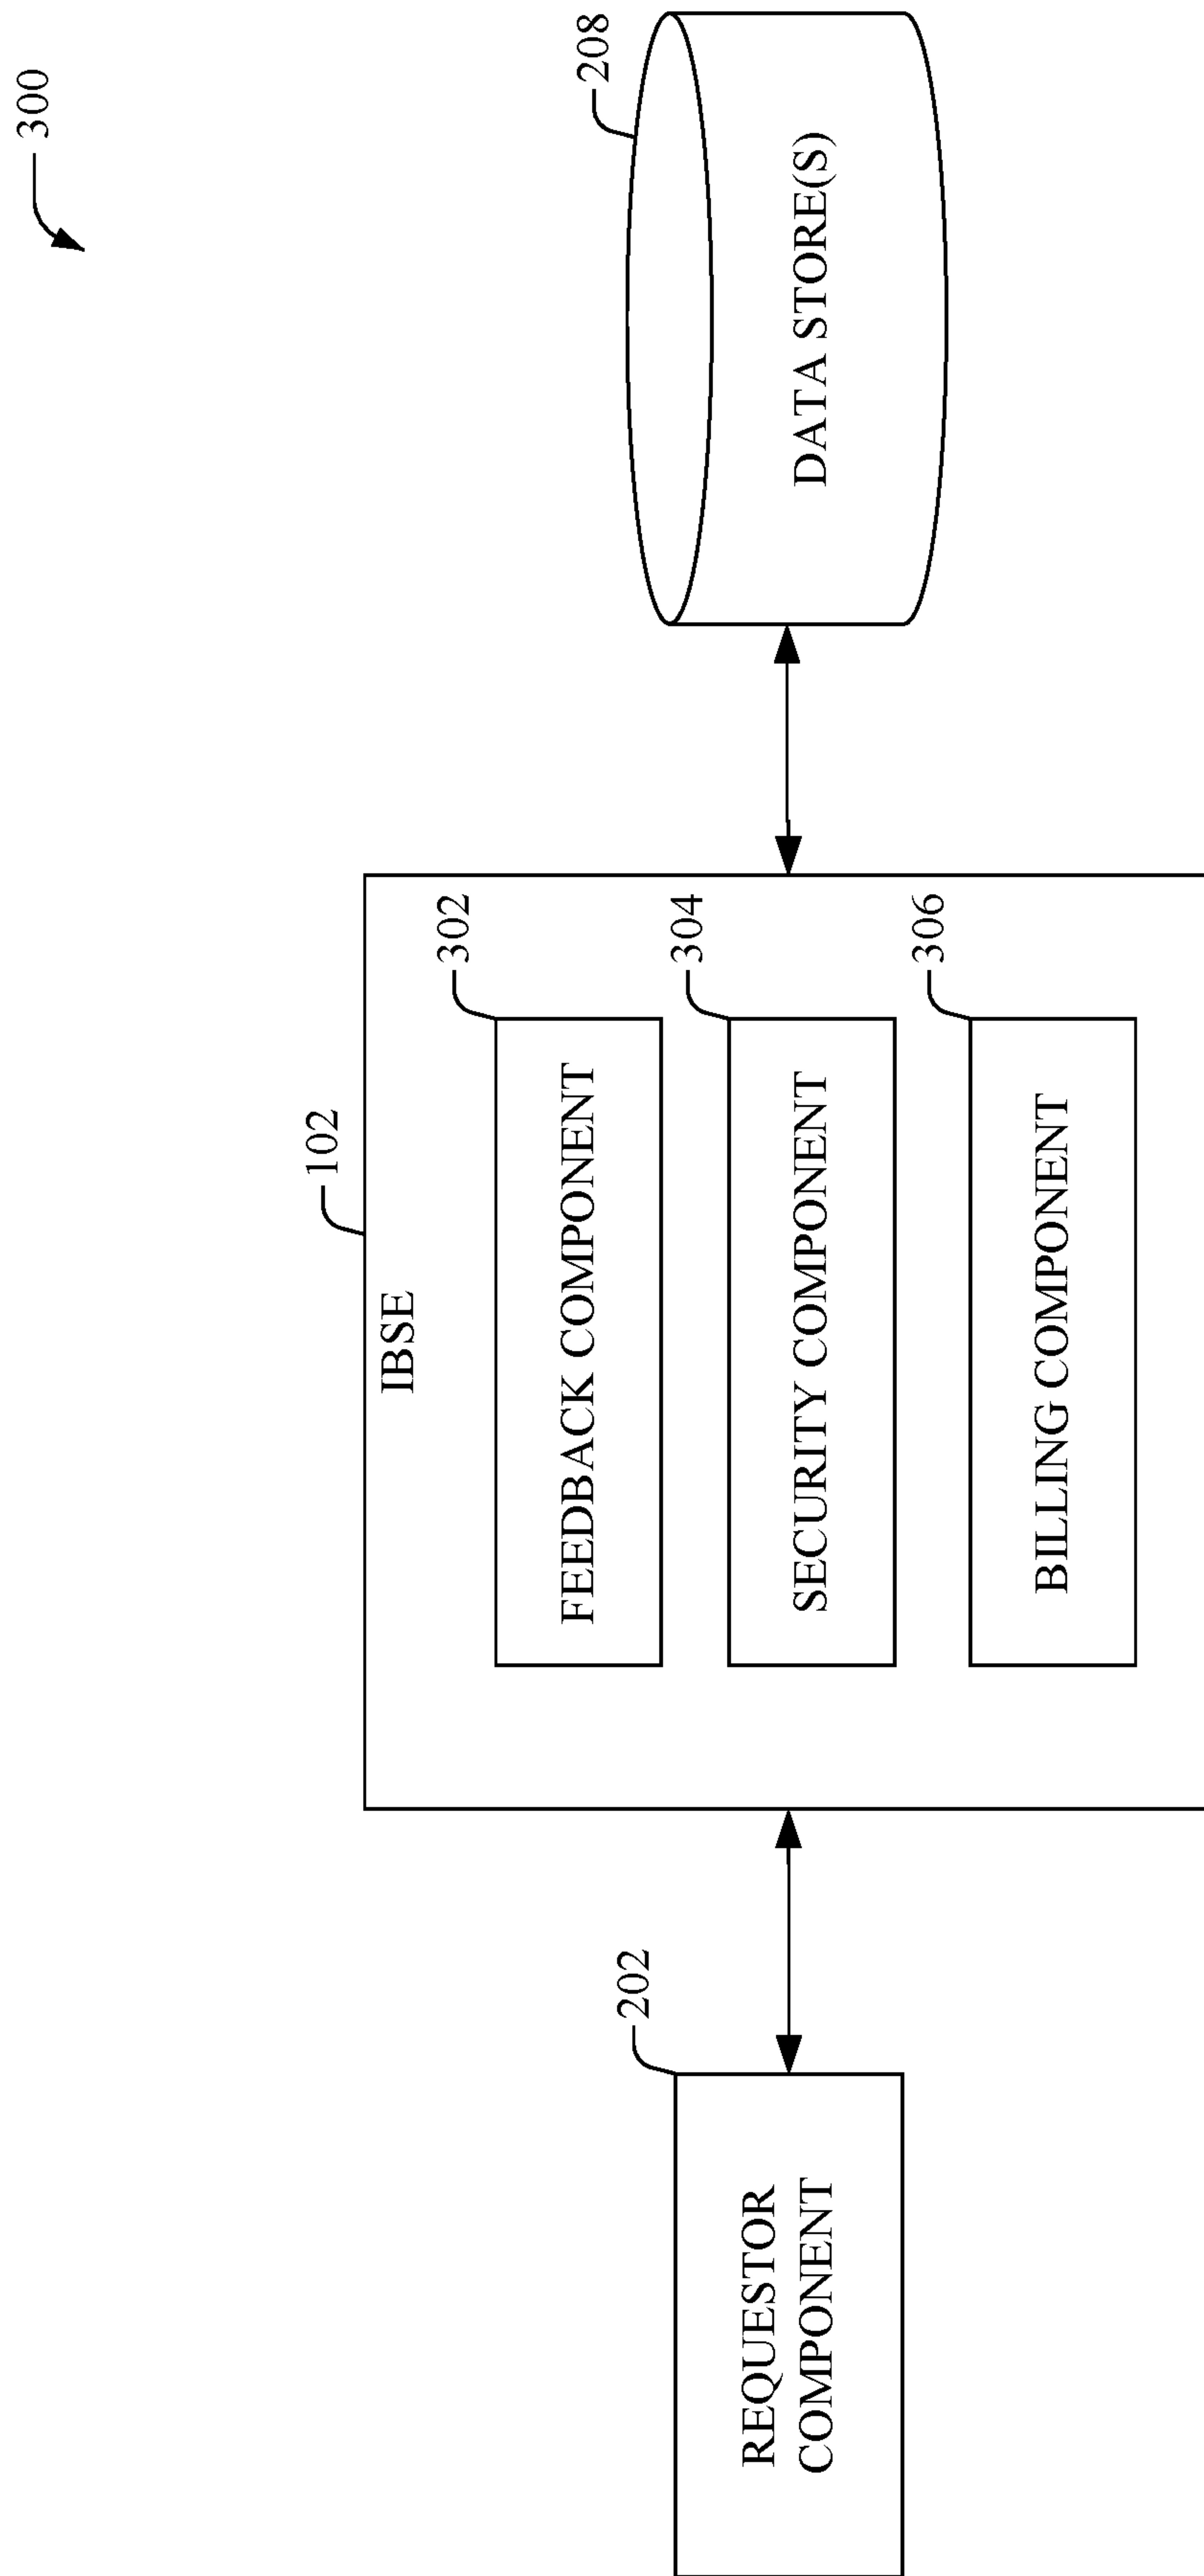 300
102
IBSE
302
FEEDBACK COMPONENT
202
REQUESTOR
COMPONENT
304
SECURITY COMPONENT
208
DATA STORE(S)
306
BILLING COMPONENT